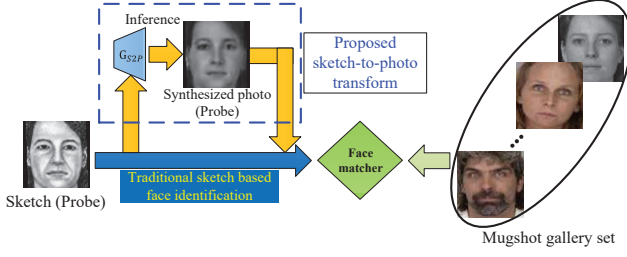 Inference
G_{S2P}
Synthesized photo
(Probe)
Proposed
sketch-to-photo
transform
Sketch (Probe)
Traditional sketch based
face identification
Face
matcher
Mugshot gallery set